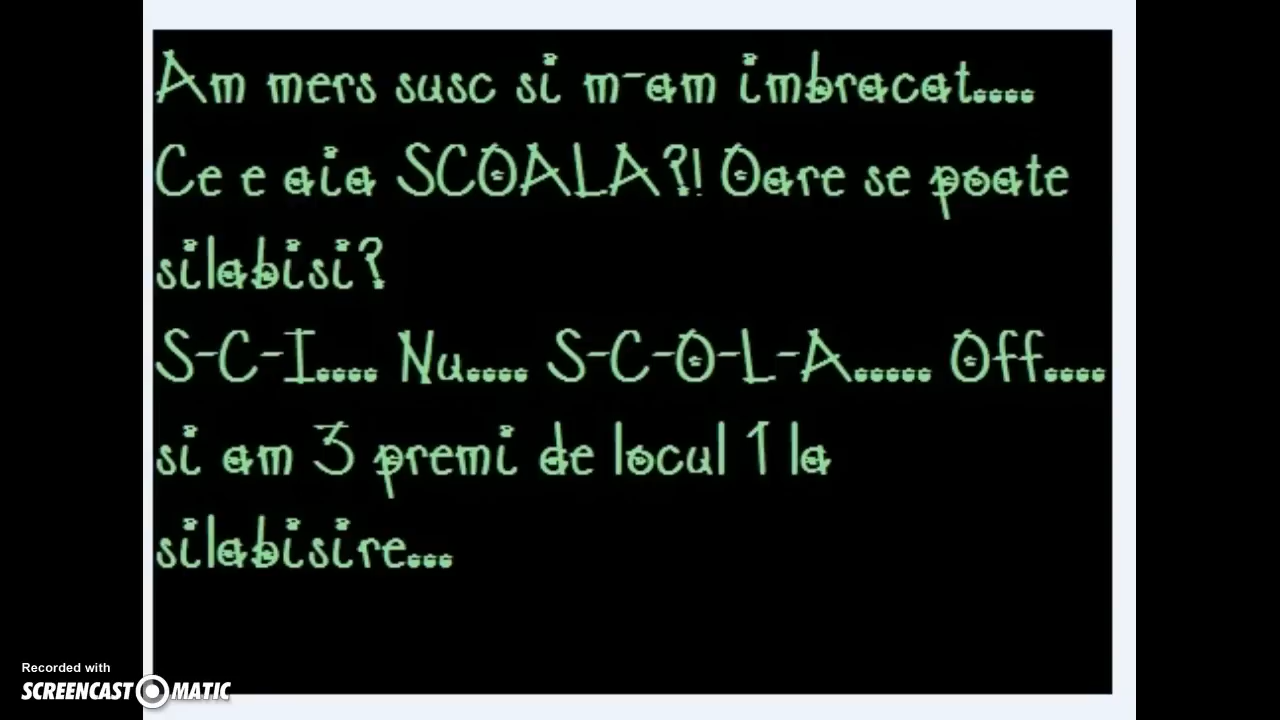 Am mers susc si m-am imbracat....
Ce e aia SCOALA?! Oare se poate
silabisi?
S-C-I.... Nu.... S-C-O-L-A..... Off....
si am 3 premi de locul 1 la
silabisire...
Recorded with
SCREENCAST-O-MATIC